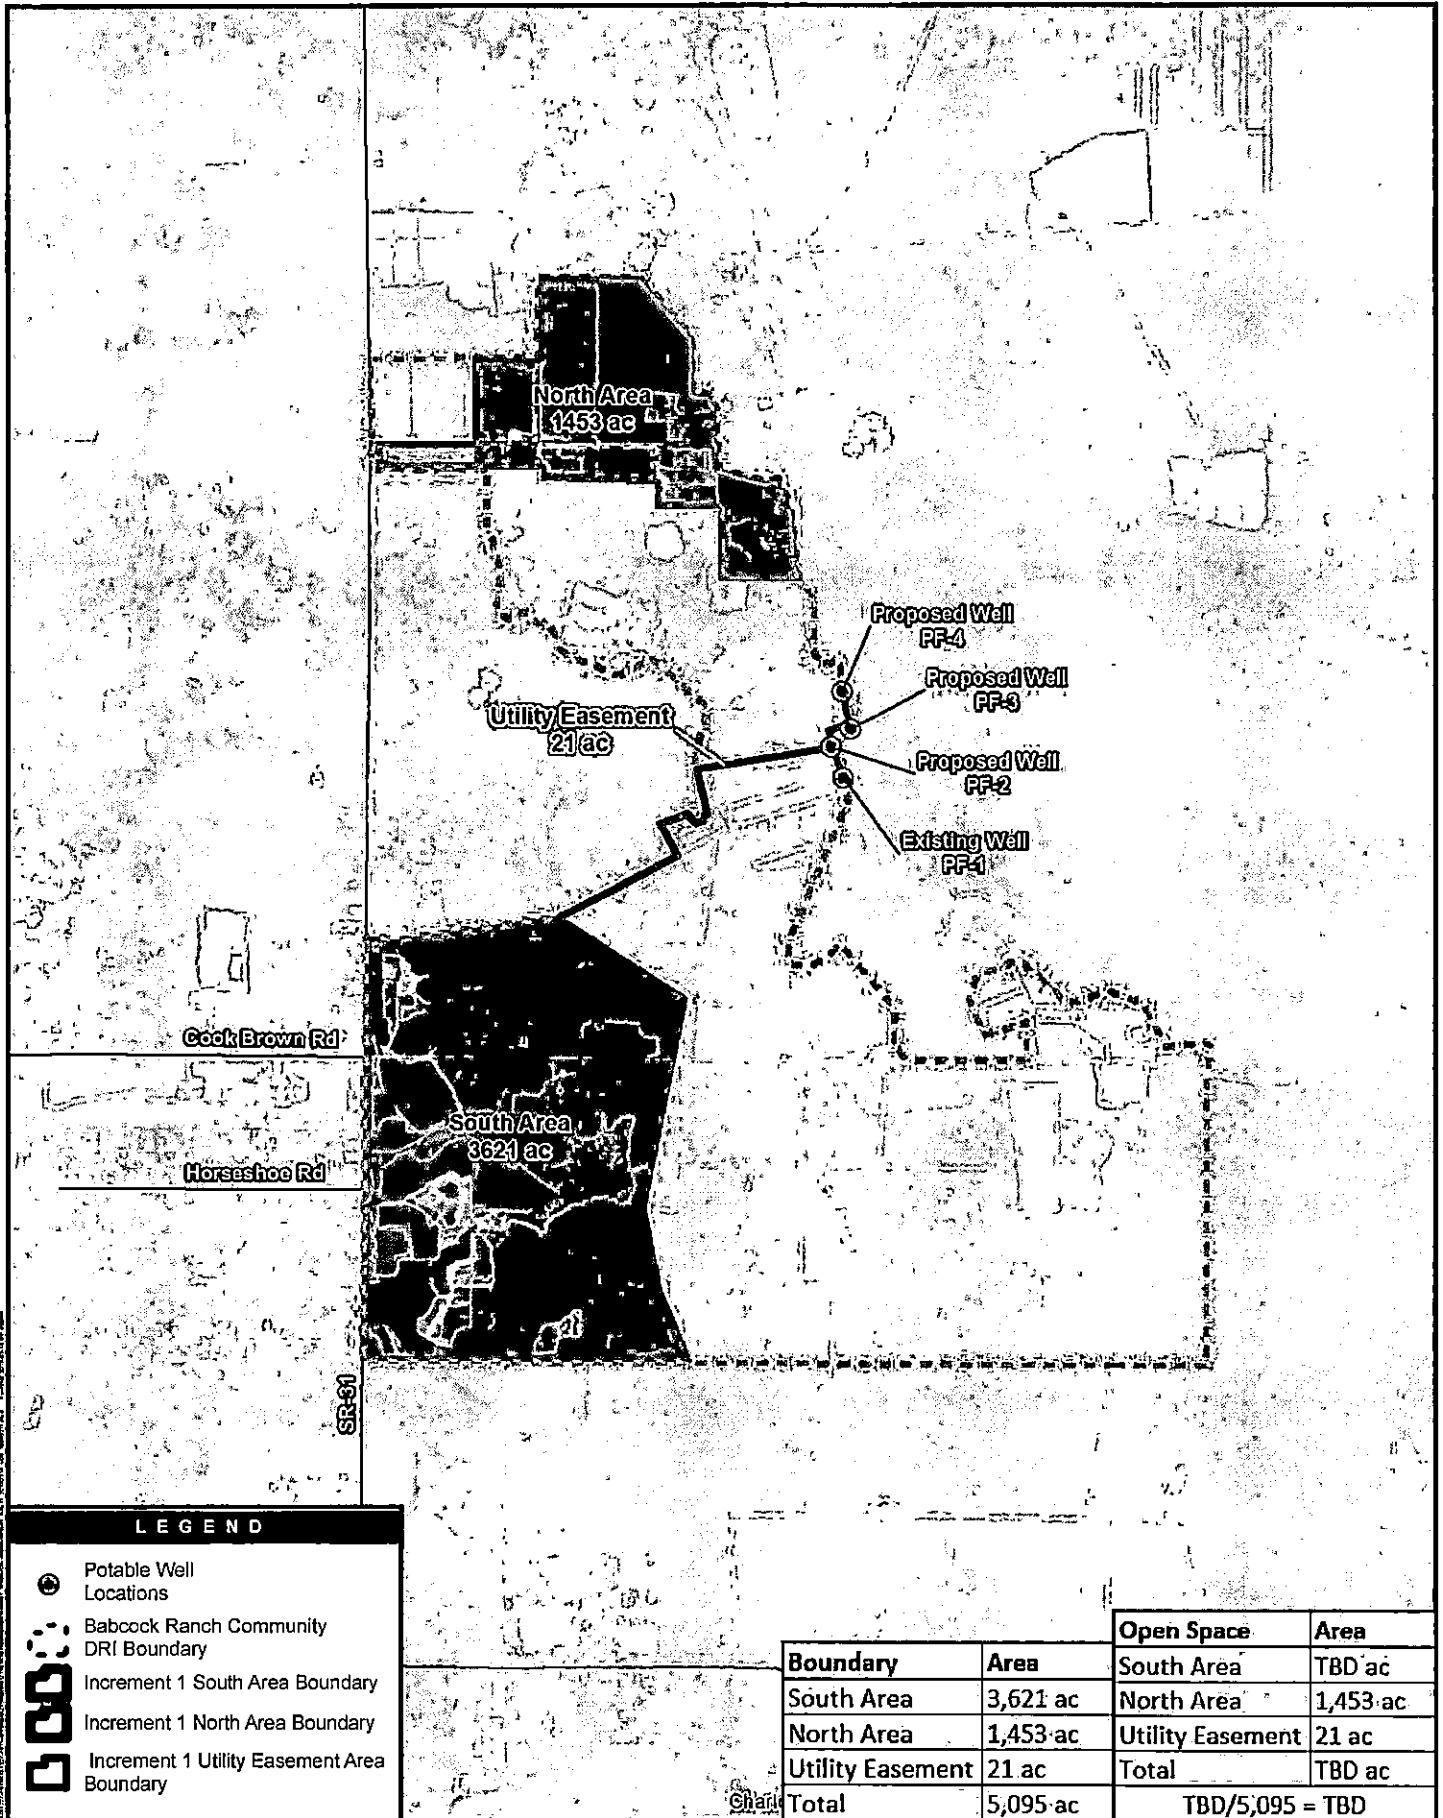 North Area
1453 ac
Proposed Well
PF-4
Proposed Well
PF-3
Utility Easement
21 ac
Proposed Well
PF-2
Existing Well
PF-1
Cook Brown Rd
South Area
3621 ac
Horseshoe Rd
SR-31
LEGEND
Potable Well
Locations
Babcock Ranch Community
DRI Boundary
Increment 1 South Area Boundary
Increment 1 North Area Boundary
Increment 1 Utility Easement Area
Boundary
Boundary Area
South Area 3,621 ac
North Area 1,453 ac
Utility Easement 21 ac
Total 5,095 ac
Open Space Area
South Area TBD ac
North Area 1,453 ac
Utility Easement 21 ac
Total TBD ac
TBD/5,095 = TBD